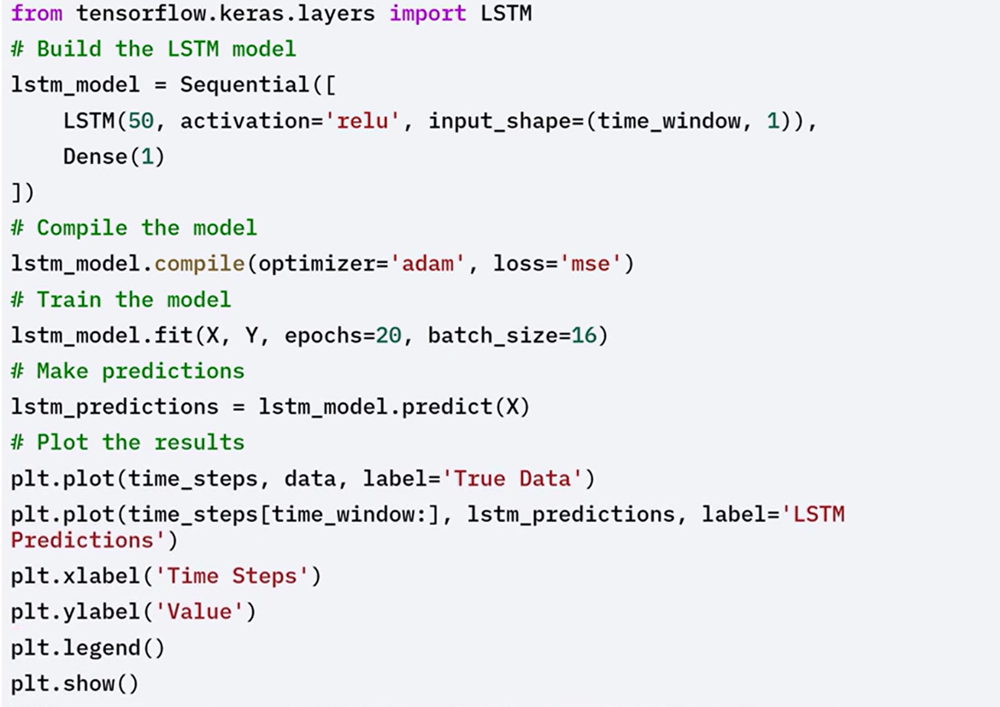 from tensorflow.keras.layers import LSTM
# Build the LSTM model
lstm_model = Sequential([
    LSTM(50, activation='relu', input_shape=(time_window, 1)),
    Dense(1)
])
# Compile the model
lstm_model.compile(optimizer='adam', loss='mse')
# Train the model
lstm_model.fit(X, Y, epochs=20, batch_size=16)
# Make predictions
lstm_predictions = lstm_model.predict(X)
# Plot the results
plt.plot(time_steps, data, label='True Data')
plt.plot(time_steps[time_window:], lstm_predictions, label='LSTM
Predictions')
plt.xlabel('Time Steps')
plt.ylabel('Value')
plt.legend()
plt.show()